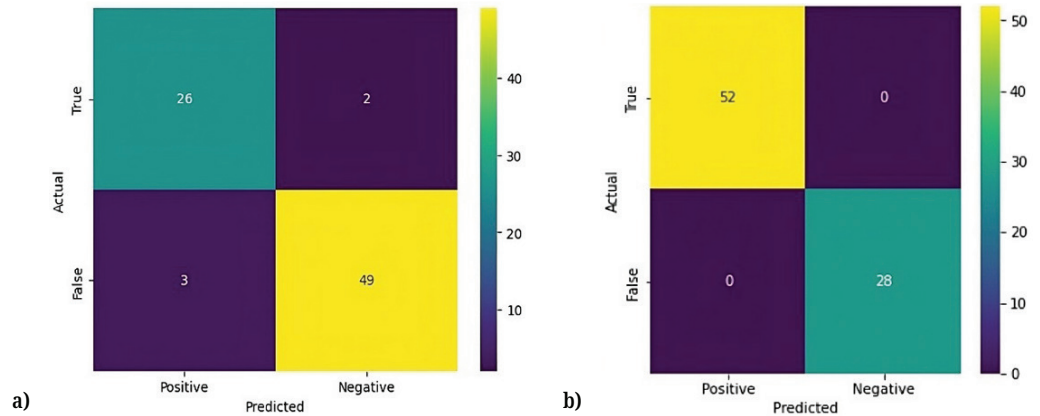 26 2
3 49
True
False
Actual
Positive Negative
Predicted
40
30
20
10
a)
52 0
0 28
True
False
Actual
Positive Negative
Predicted
50
40
30
20
10
0
b)